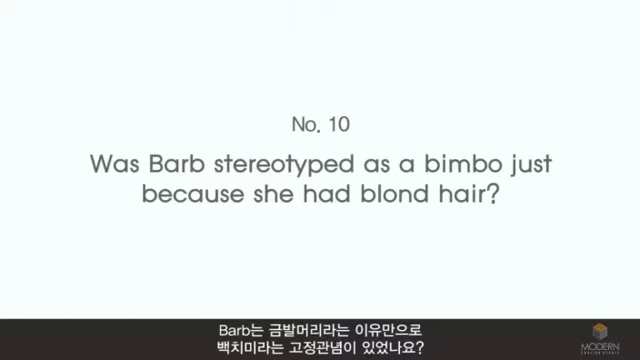 No. 10
Was Barb stereotyped as a bimbo just
because she had blond hair?
Barb는 금발머리라는 이유만으로
백치미라는 고정관념이 있었나요?
MODERN